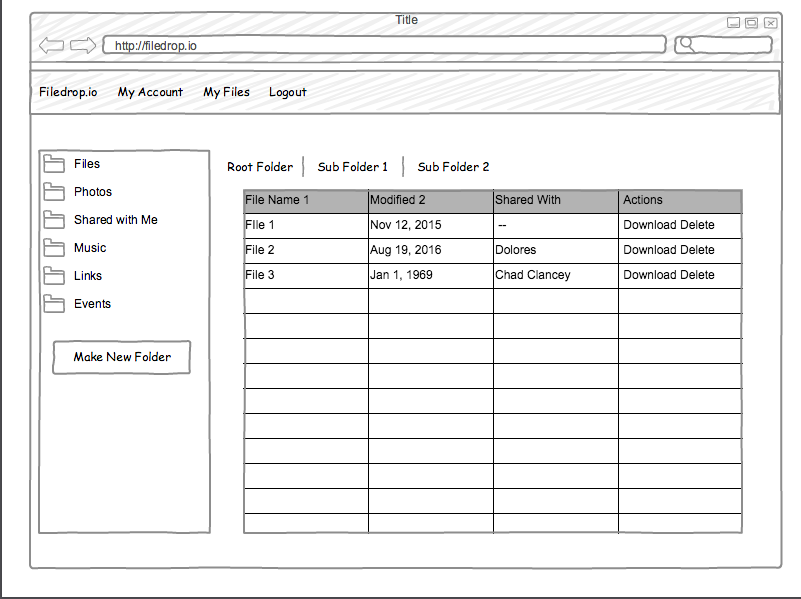 Title
http://filedrop.io
Filedrop.io My Account My Files Logout
Files
Photos
Shared with Me
Music
Links
Events
Make New Folder
Root Folder Sub Folder 1 Sub Folder 2
File Name 1 Modified 2 Shared With Actions
FIle 1 Nov 12, 2015 -- Download Delete
File 2 Aug 19, 2016 Dolores Download Delete
File 3 Jan 1, 1969 Chad Clancey Download Delete